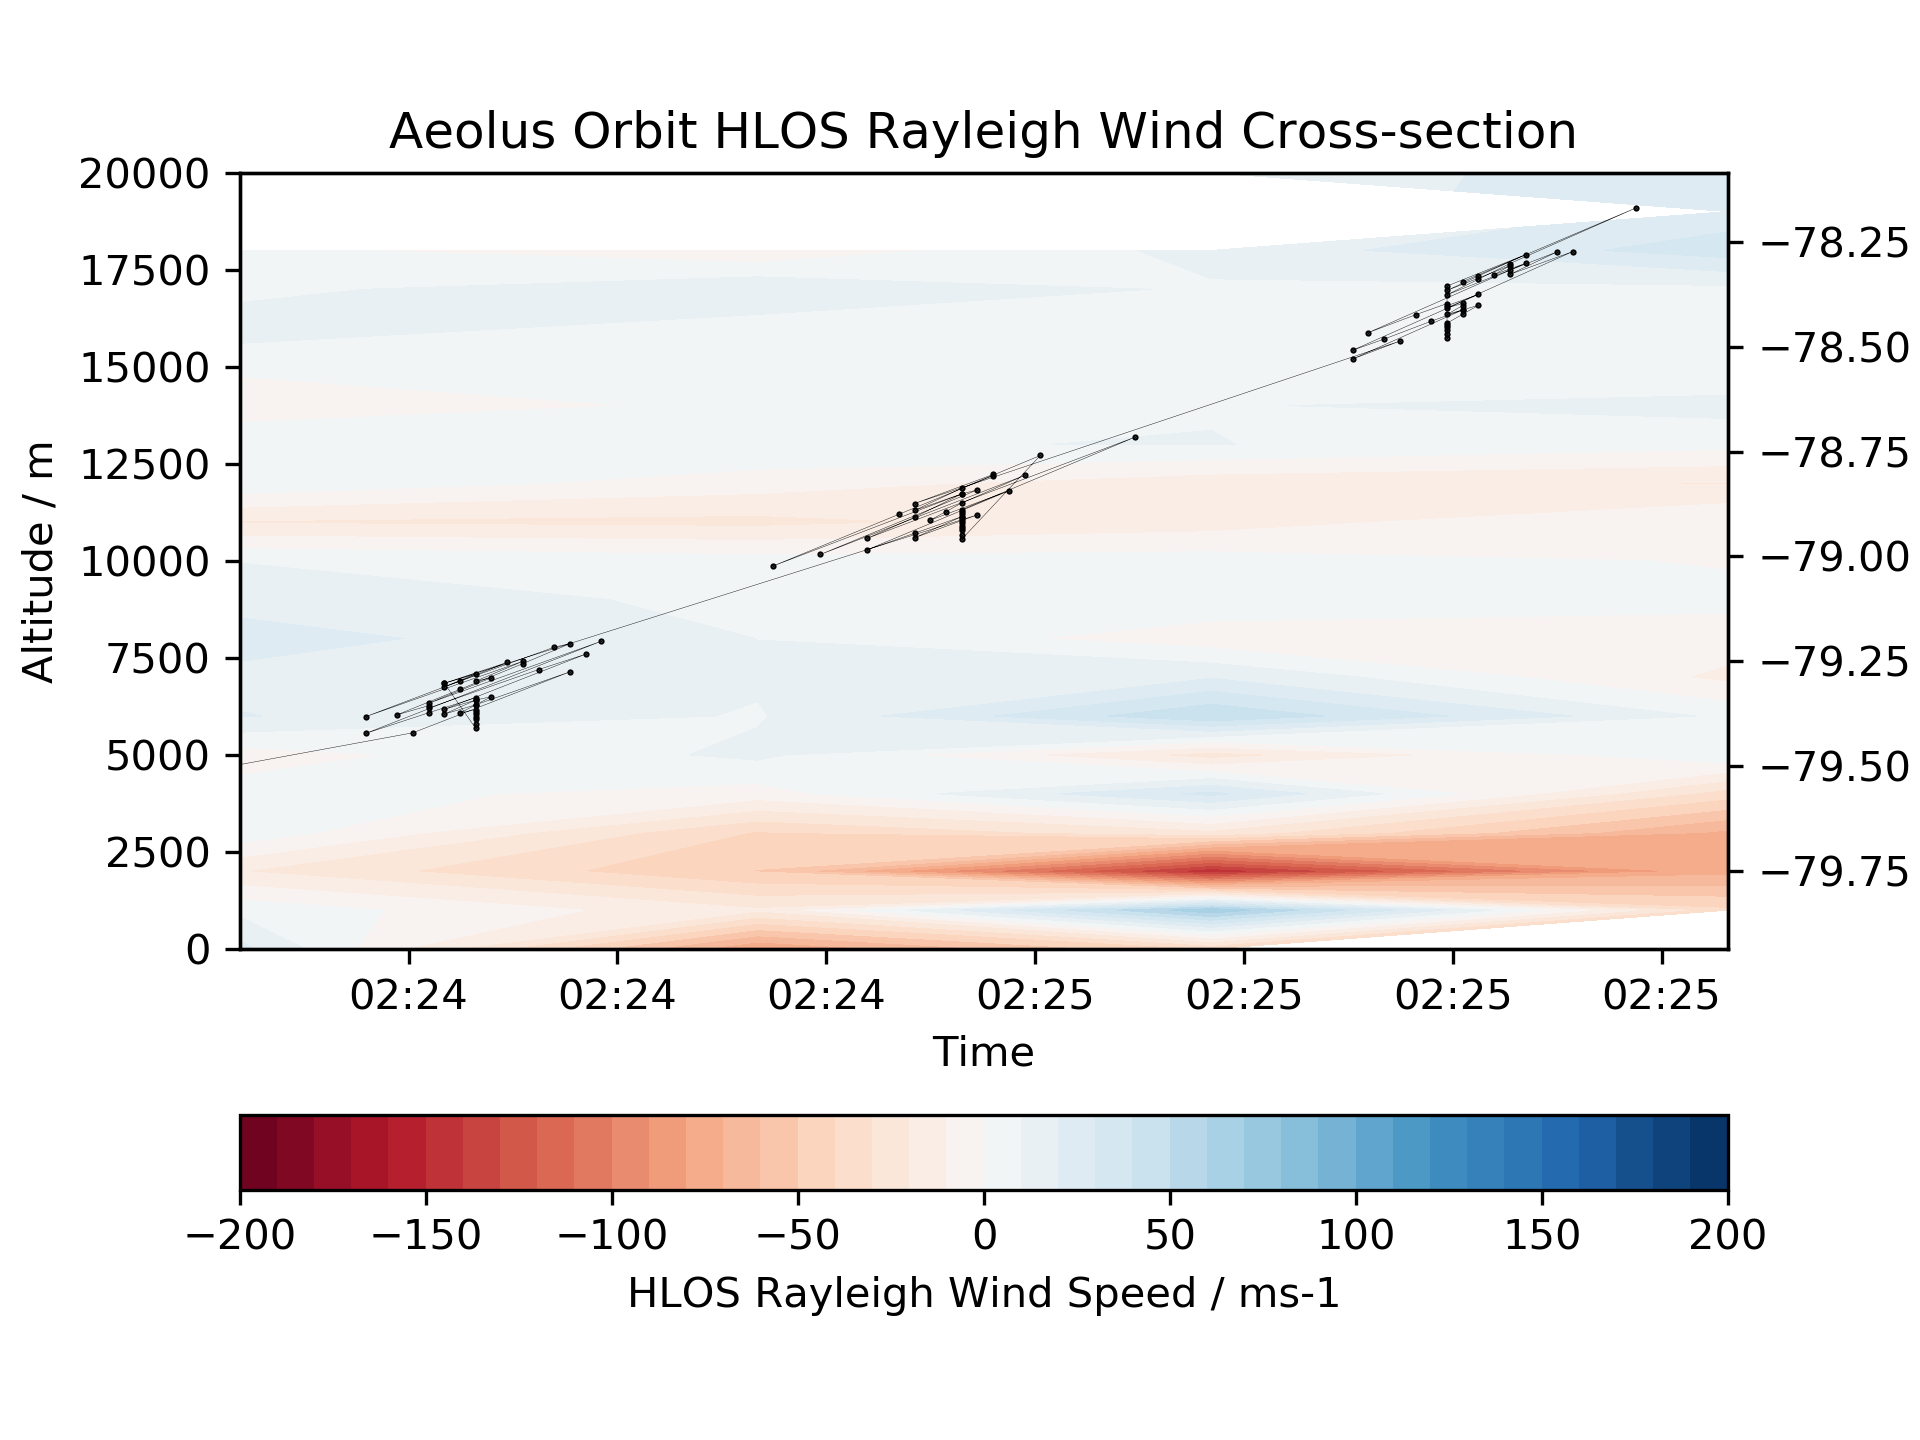 Aeolus Orbit HLOS Rayleigh Wind Cross-section
20000
17500
15000
12500
10000
7500
5000
2500
0
Altitude / m
−78.25
−78.50
−78.75
−79.00
−79.25
−79.50
−79.75
02:24 02:24 02:24 02:25 02:25 02:25 02:25
Time
−200 −150 −100 −50 0 50 100 150 200
HLOS Rayleigh Wind Speed / ms-1